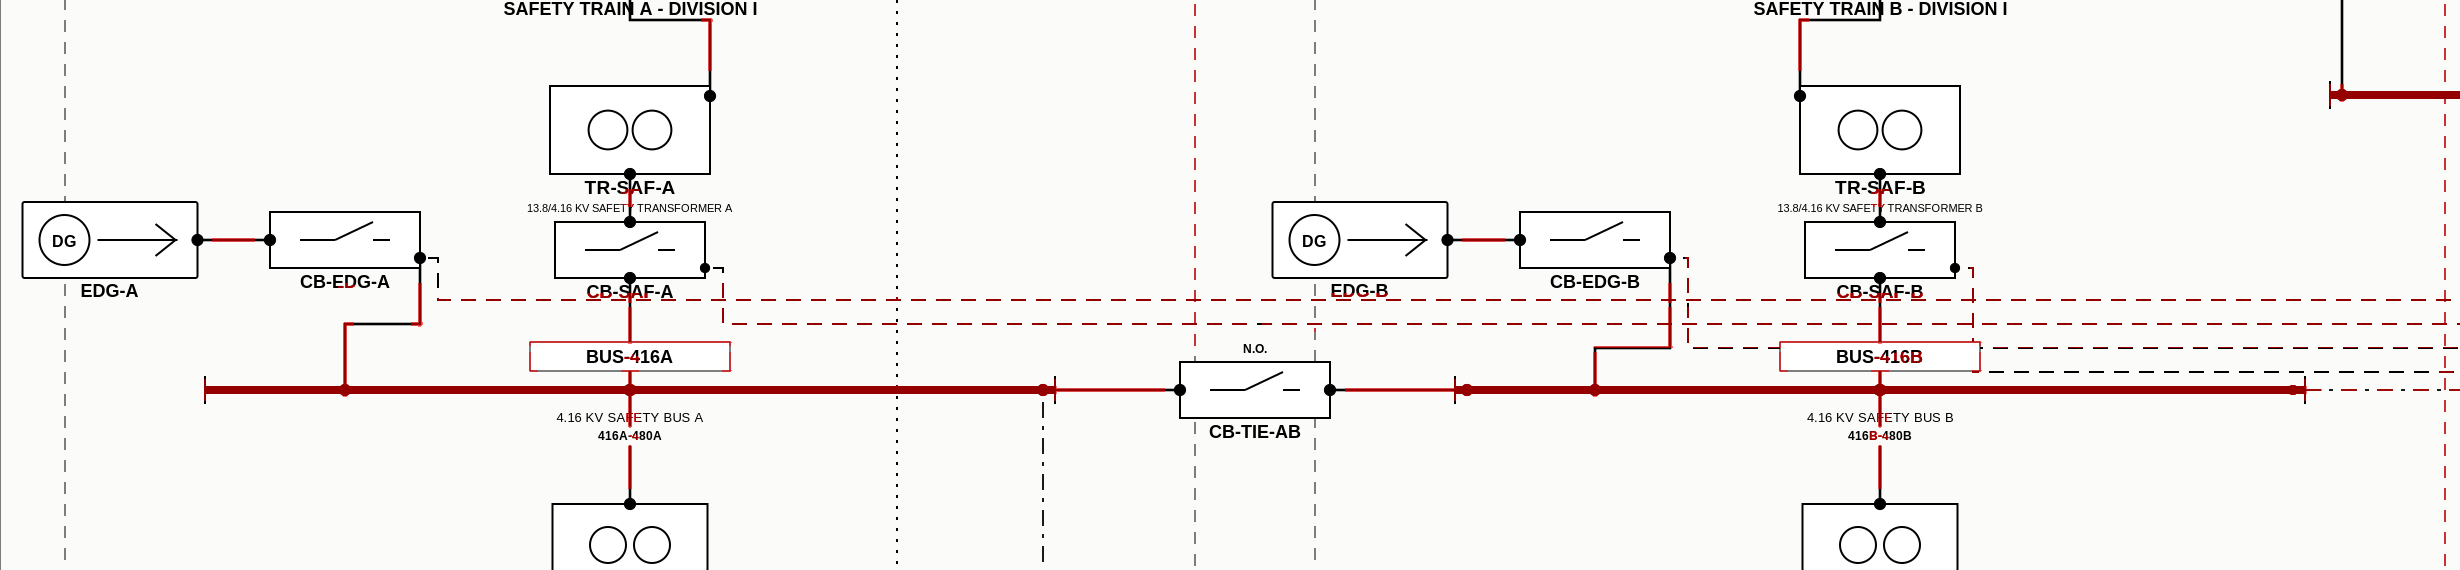 SAFETY TRAIN A - DIVISION I
SAFETY TRAIN B - DIVISION I
TR-SAF-A
13.8/4.16 KV SAFETY TRANSFORMER A
TR-SAF-B
13.8/4.16 KV SAFETY TRANSFORMER B
DG
EDG-A
CB-EDG-A
CB-SAF-A
DG
EDG-B
CB-EDG-B
CB-SAF-B
BUS-416A
N.O.
BUS-416B
4.16 KV SAFETY BUS A
416A-480A
CB-TIE-AB
4.16 KV SAFETY BUS B
416B-480B